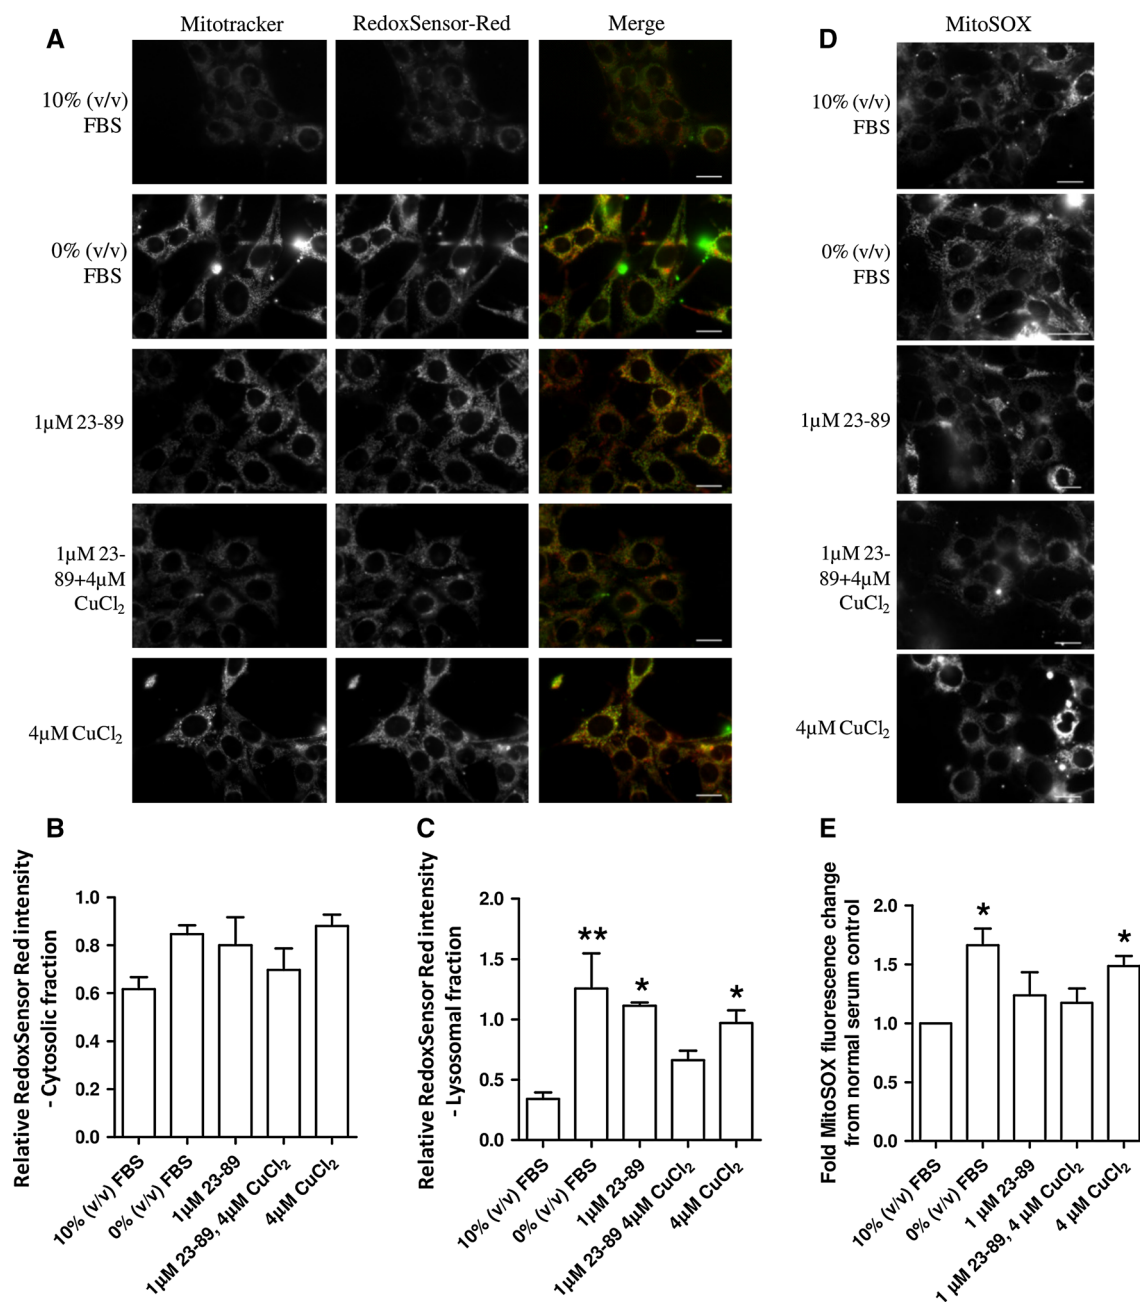 A
Mitotracker
RedoxSensor-Red
Merge
10% (v/v)
FBS
0% (v/v)
FBS
1μM 23-89
1μM 23-
89+4μM
CuCl₂
4μM CuCl₂
D
MitoSOX
10% (v/v)
FBS
0% (v/v)
FBS
1μM 23-89
1μM 23-
89+4μM
CuCl₂
4μM CuCl₂
B
Relative RedoxSensor Red intensity
- Cytosolic fraction
1.0
0.8
0.6
0.4
0.2
0.0
10% (v/v) FBS
0% (v/v) FBS
1μM 23-89
1μM 23-89, 4μM CuCl₂
4μM CuCl₂
C
Relative RedoxSensor Red intensity
- Lysosomal fraction
2.0
1.5
1.0
0.5
0.0
**
*
*
10% (v/v) FBS
0% (v/v) FBS
1μM 23-89
1μM 23-89 4μM CuCl₂
4μM CuCl₂
E
Fold MitoSOX fluorescence change
from normal serum control
2.0
1.5
1.0
0.5
0.0
*
*
10% (v/v) FBS
0% (v/v) FBS
1 μM 23-89
1 μM 23-89, 4 μM CuCl₂
4 μM CuCl₂